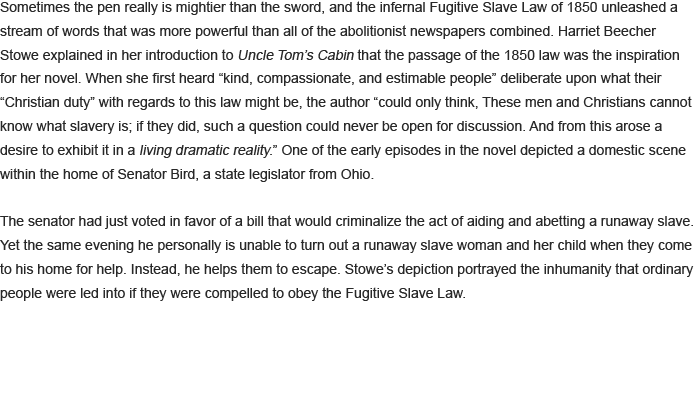 Sometimes the pen really is mightier than the sword, and the infernal Fugitive Slave Law of 1850 unleashed a
stream of words that was more powerful than all of the abolitionist newspapers combined. Harriet Beecher
Stowe explained in her introduction to Uncle Tom’s Cabin that the passage of the 1850 law was the inspiration
for her novel. When she first heard “kind, compassionate, and estimable people” deliberate upon what their
“Christian duty” with regards to this law might be, the author “could only think, These men and Christians cannot
know what slavery is; if they did, such a question could never be open for discussion. And from this arose a
desire to exhibit it in a living dramatic reality.” One of the early episodes in the novel depicted a domestic scene
within the home of Senator Bird, a state legislator from Ohio.
The senator had just voted in favor of a bill that would criminalize the act of aiding and abetting a runaway slave.
Yet the same evening he personally is unable to turn out a runaway slave woman and her child when they come
to his home for help. Instead, he helps them to escape. Stowe’s depiction portrayed the inhumanity that ordinary
people were led into if they were compelled to obey the Fugitive Slave Law.